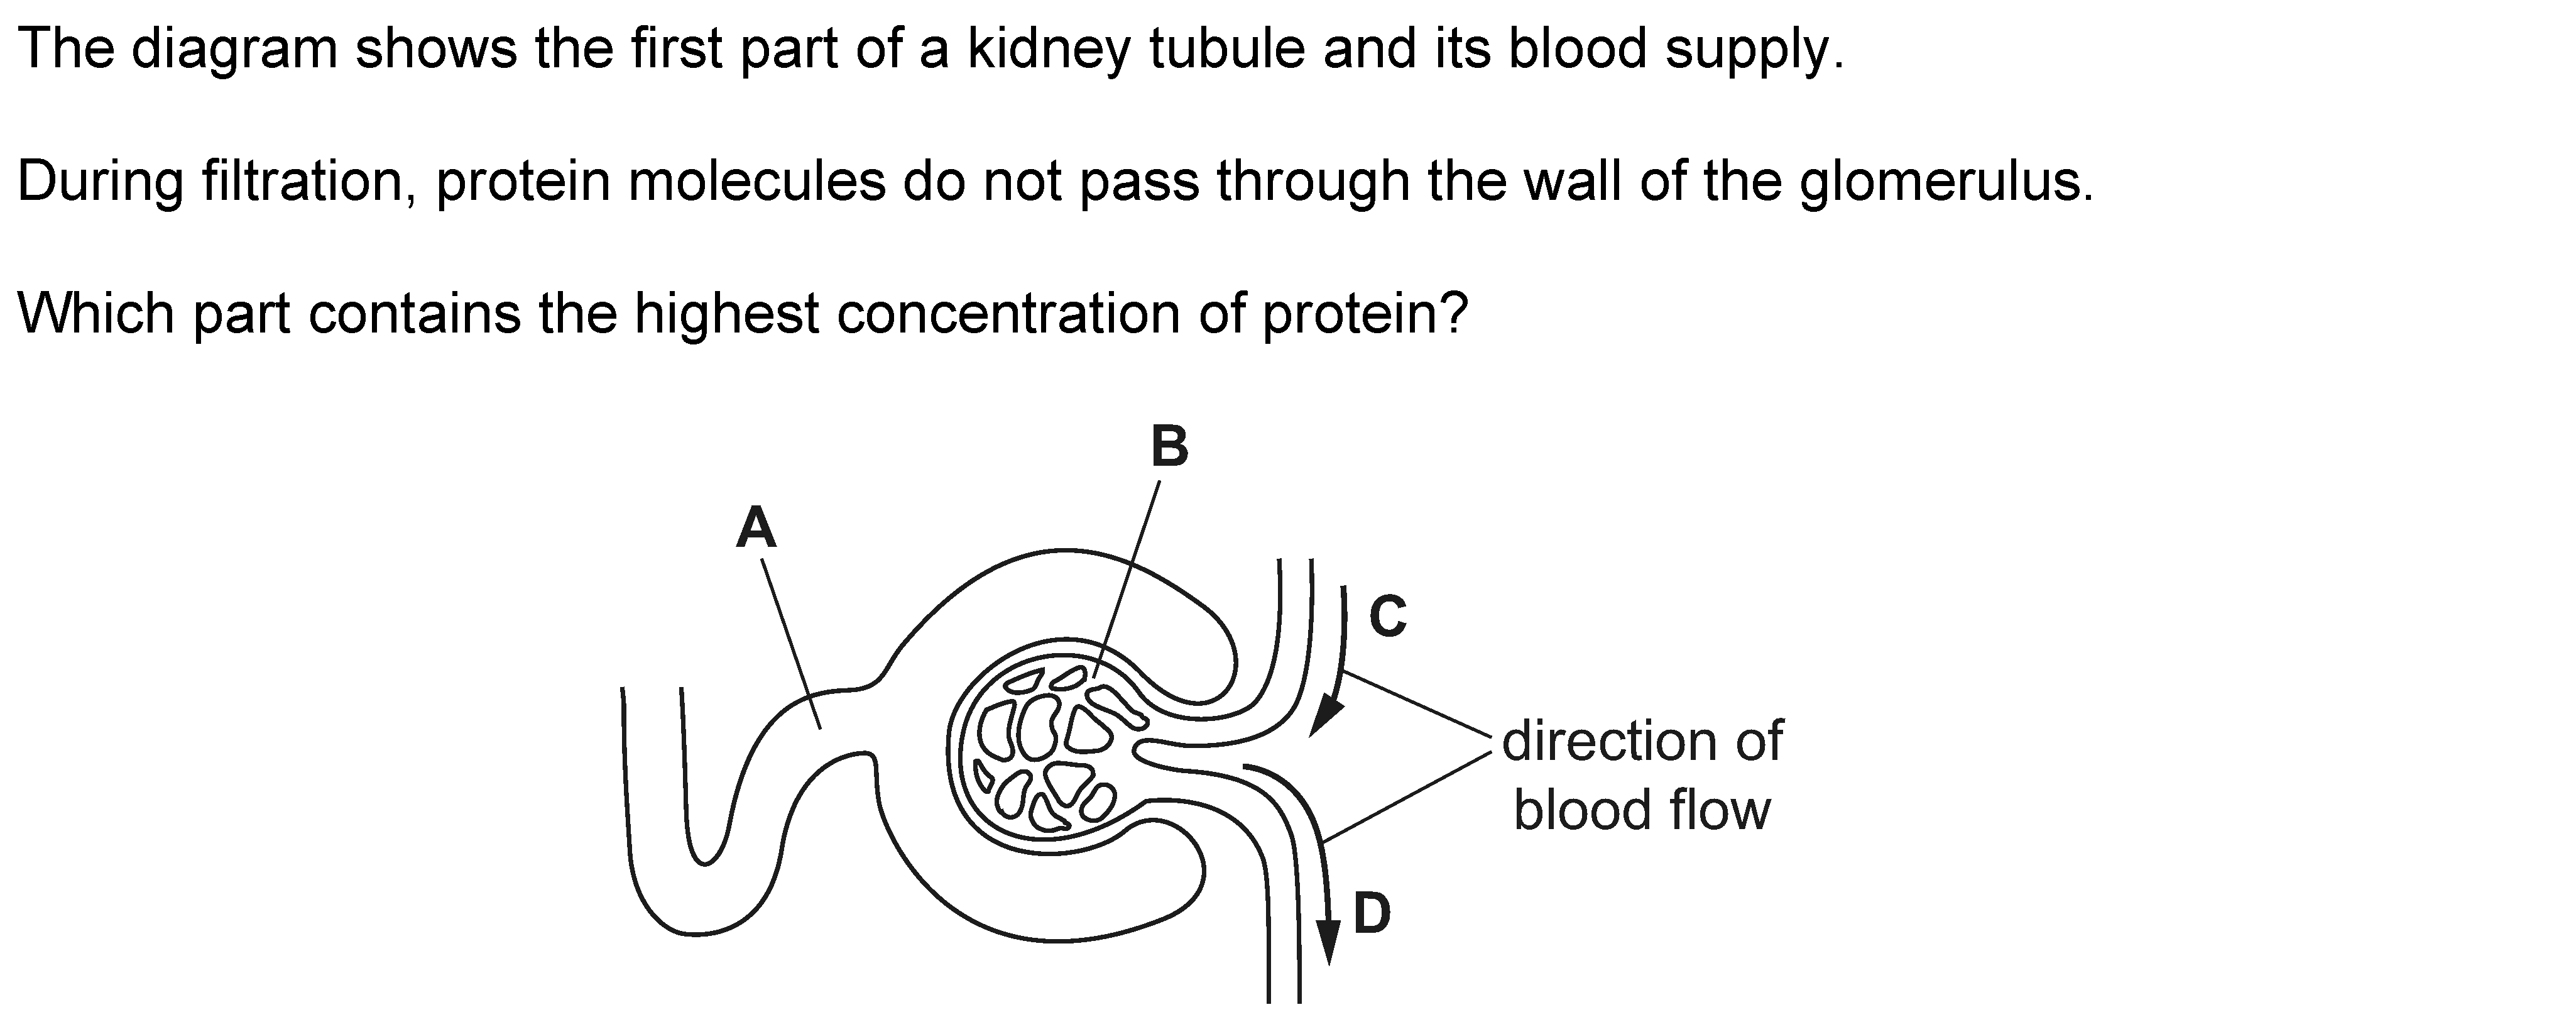 The diagram shows the first part of a kidney tubule and its blood supply.
During filtration, protein molecules do not pass through the wall of the glomerulus.
Which part contains the highest concentration of protein?
B
A
C
direction of
blood flow
D